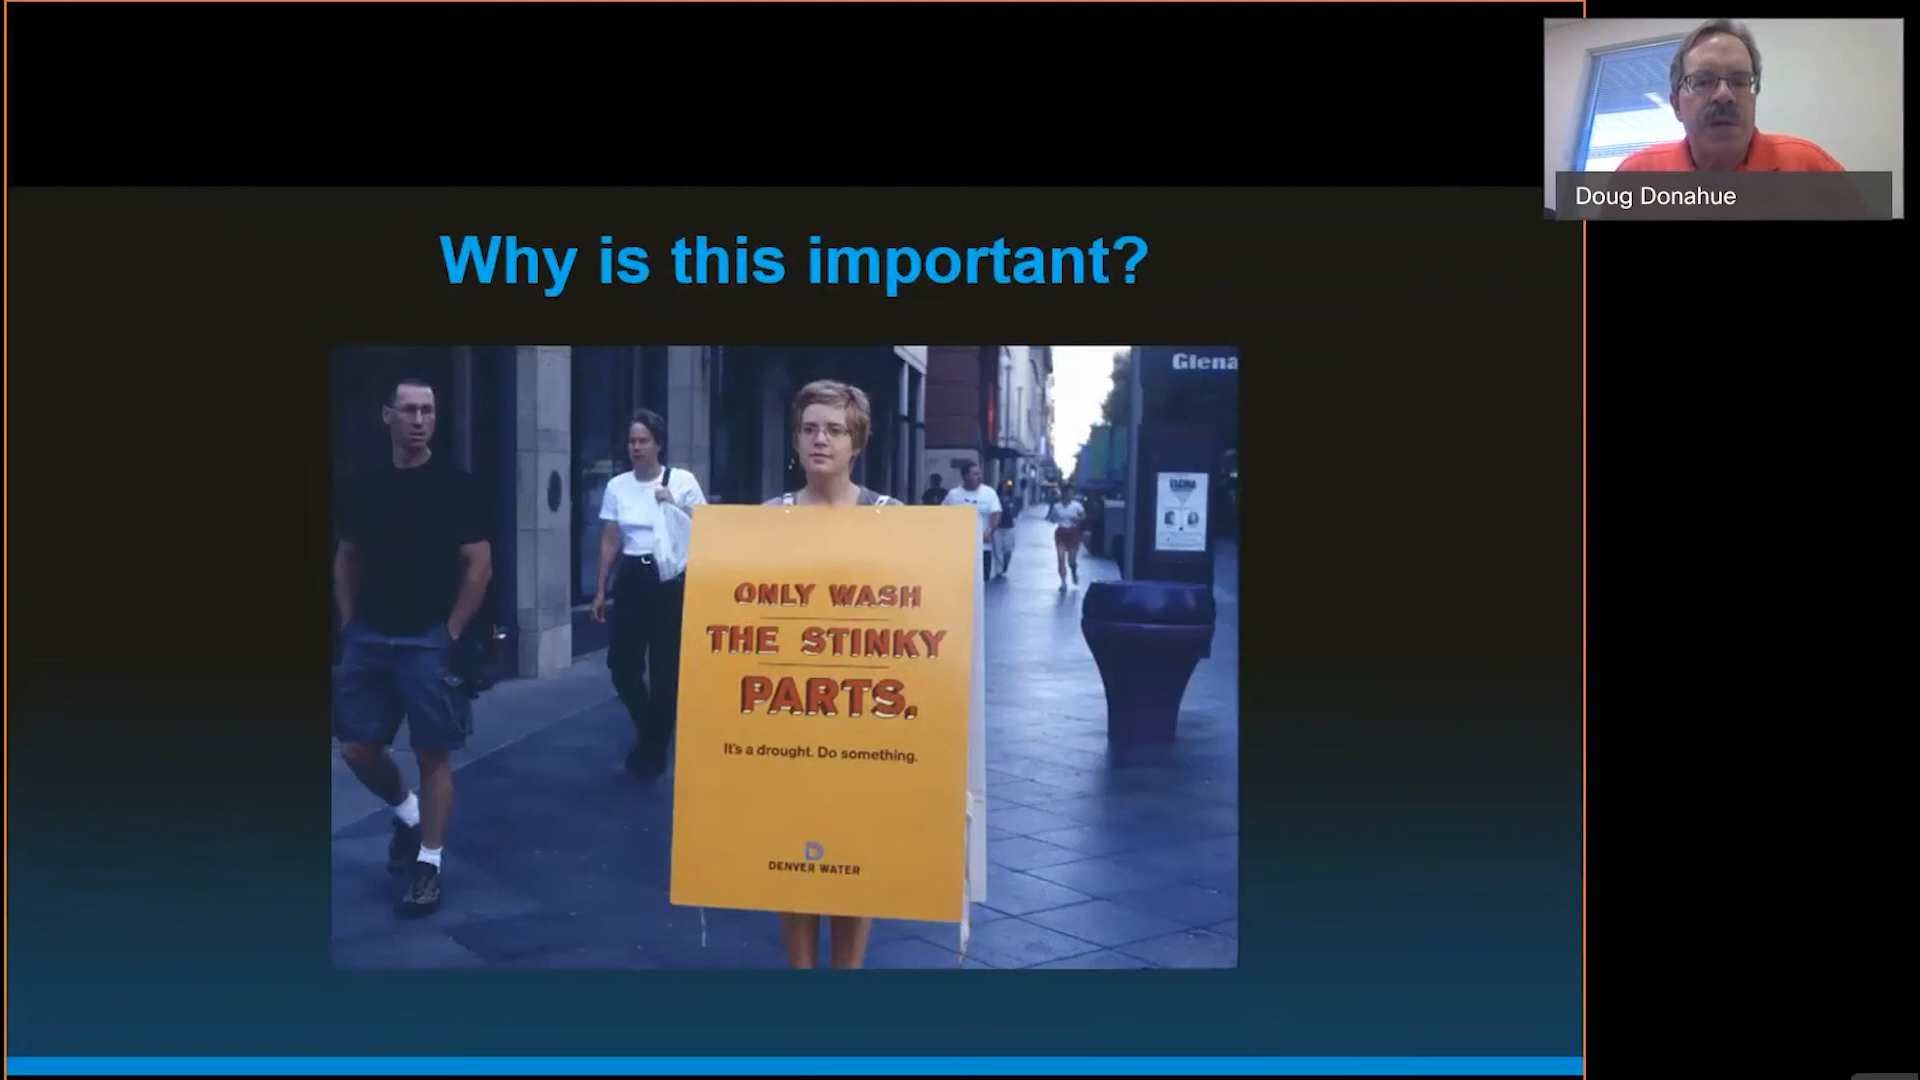 Why is this important?
Doug Donahue
Glena
ONLY WASH
THE STINKY
PARTS.
It's a drought. Do something.
DENVER WATER